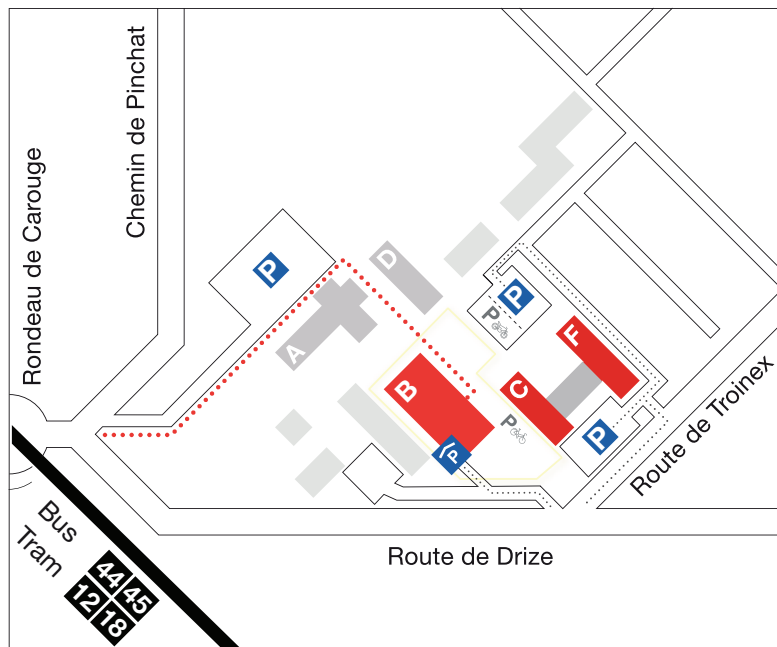 Rondeau de Carouge
Chemin de Pinchat
P
D
A
P
P
F
B
C
P
P
P
Route de Troinex
Route de Drize
Bus
Tram
44 45
12 18